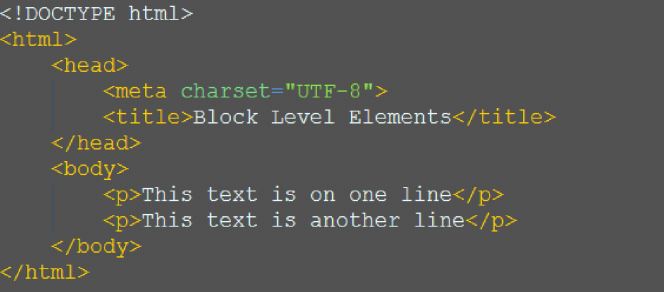 <!DOCTYPE html>
<html>
    <head>
        <meta charset="UTF-8">
        <title>Block Level Elements</title>
    </head>
    <body>
        <p>This text is on one line</p>
        <p>This text is another line</p>
    </body>
</html>